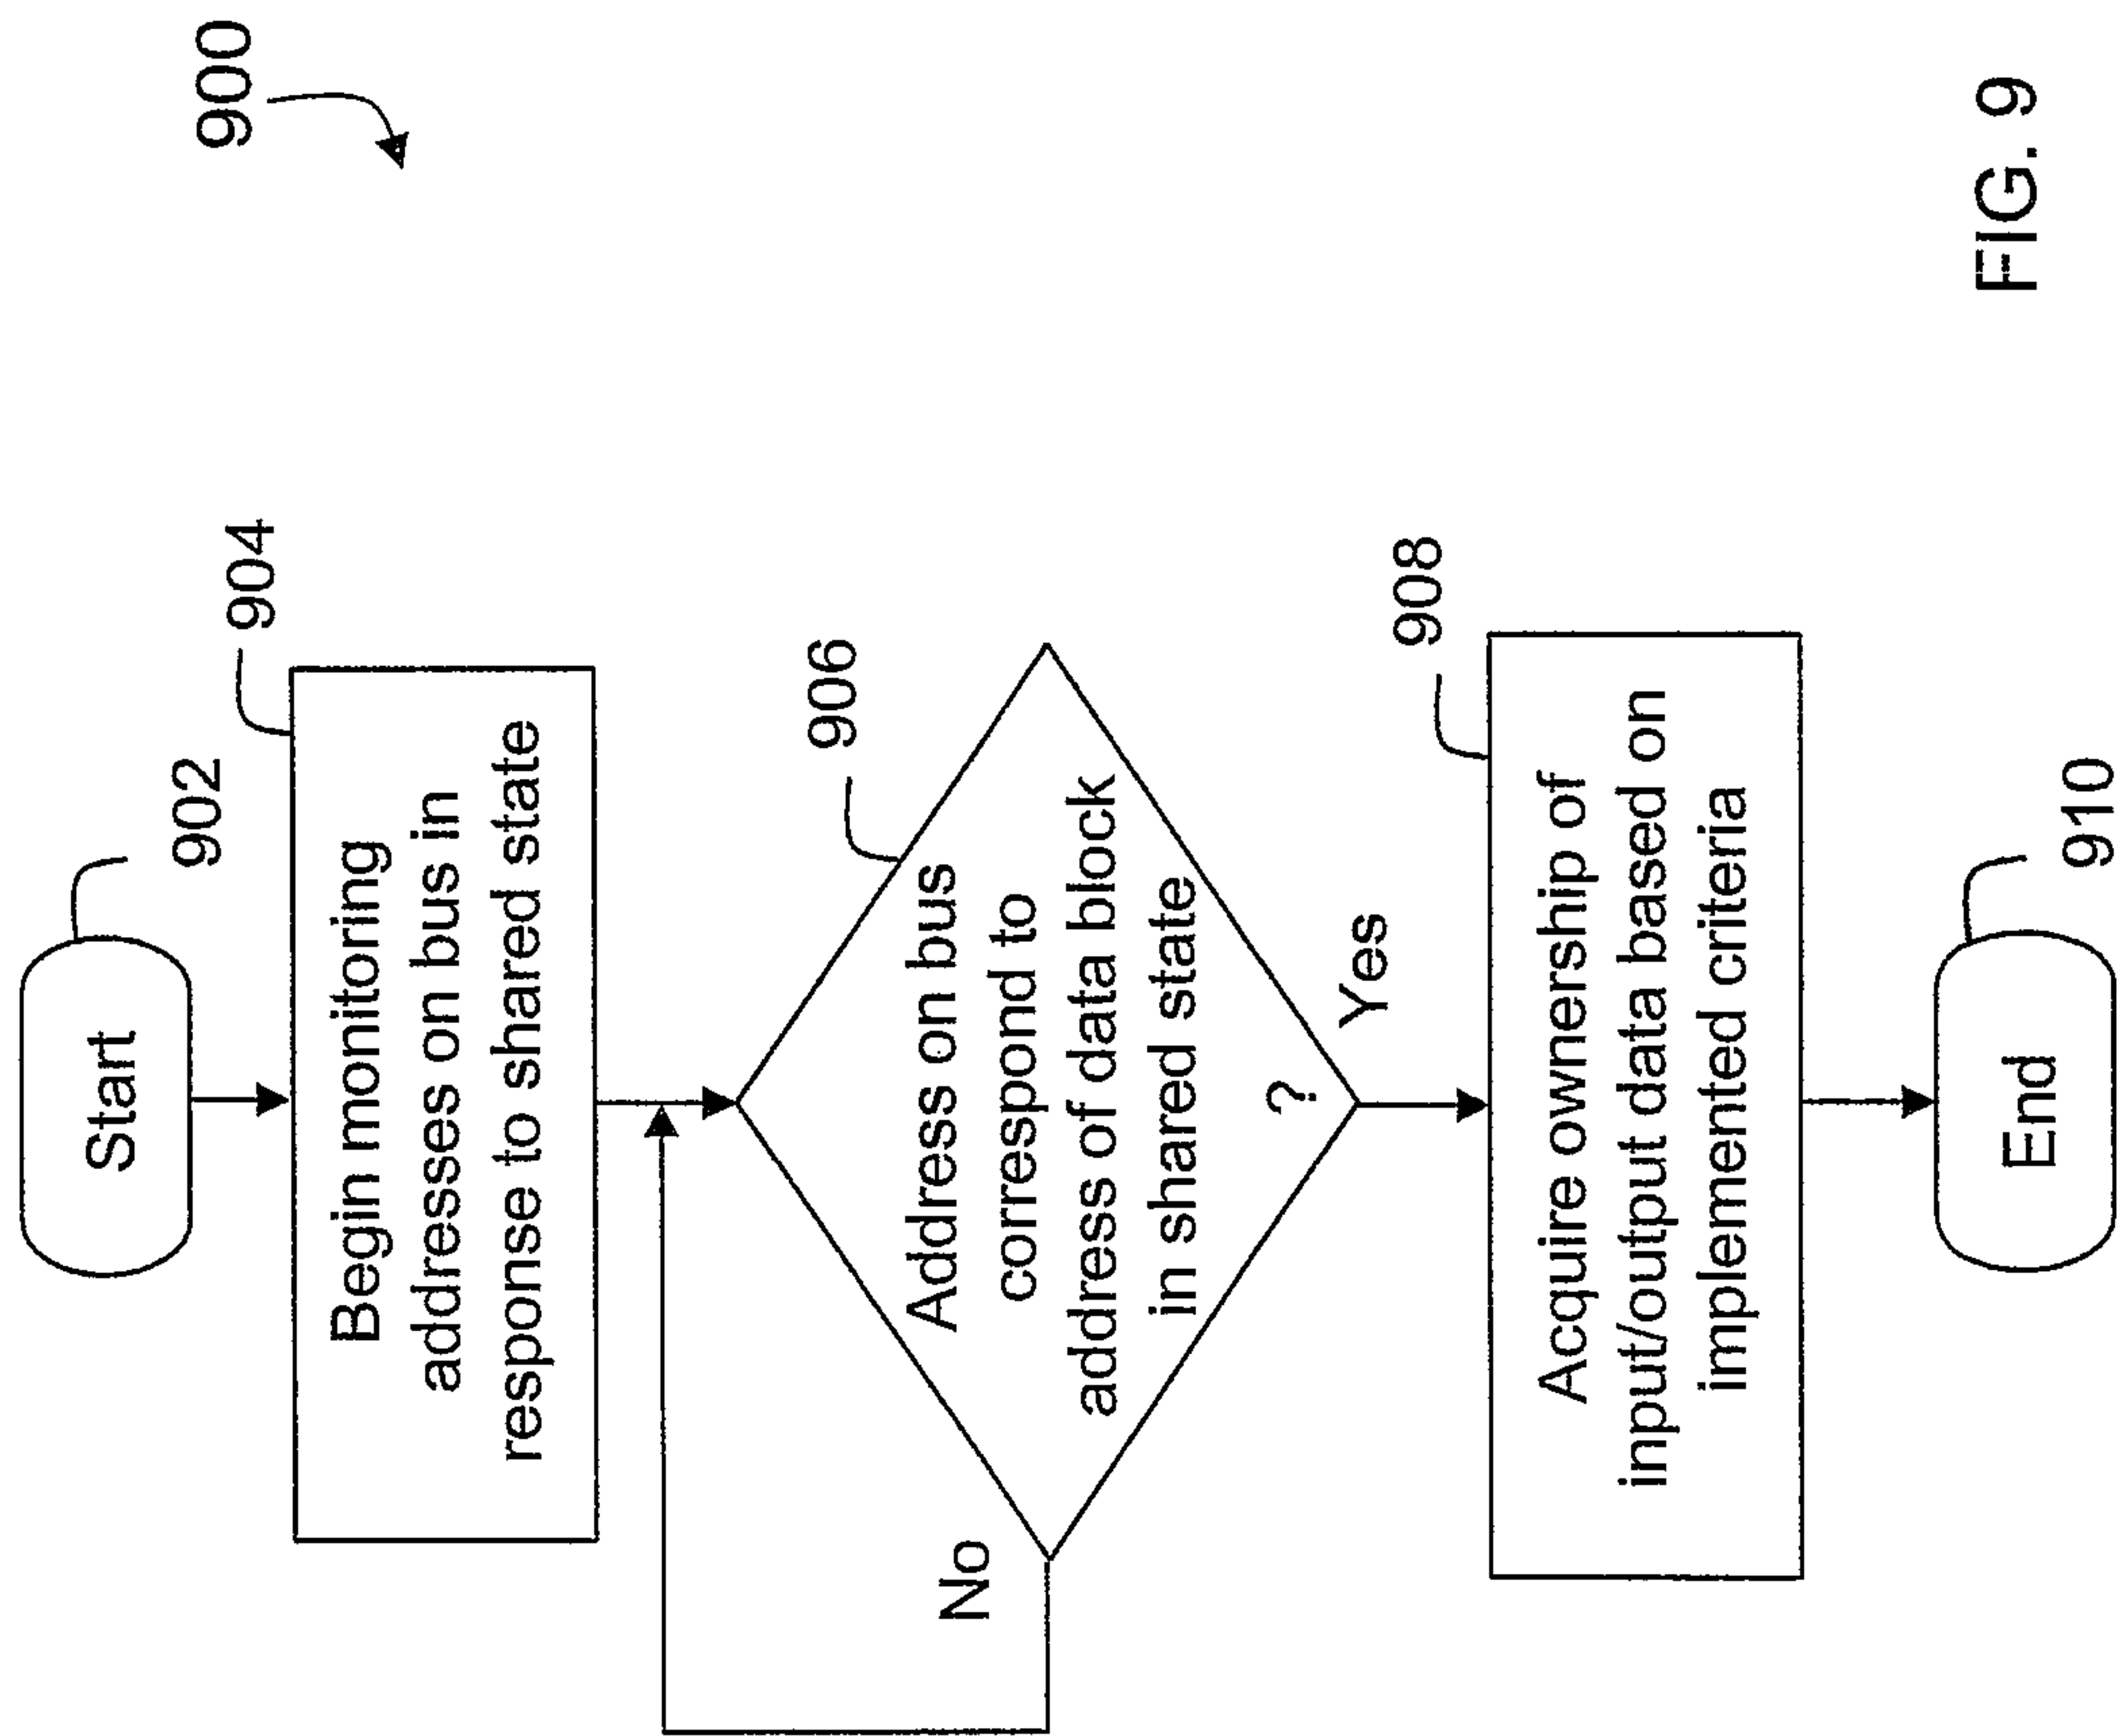 900
Start
902
904
Begin monitoring
addresses on bus in
response to shared state
906
Address on bus
correspond to
address of data block
in shared state
?
No
Yes
908
Acquire ownership of
input/output data based on
implemented criteria
End
910
FIG. 9